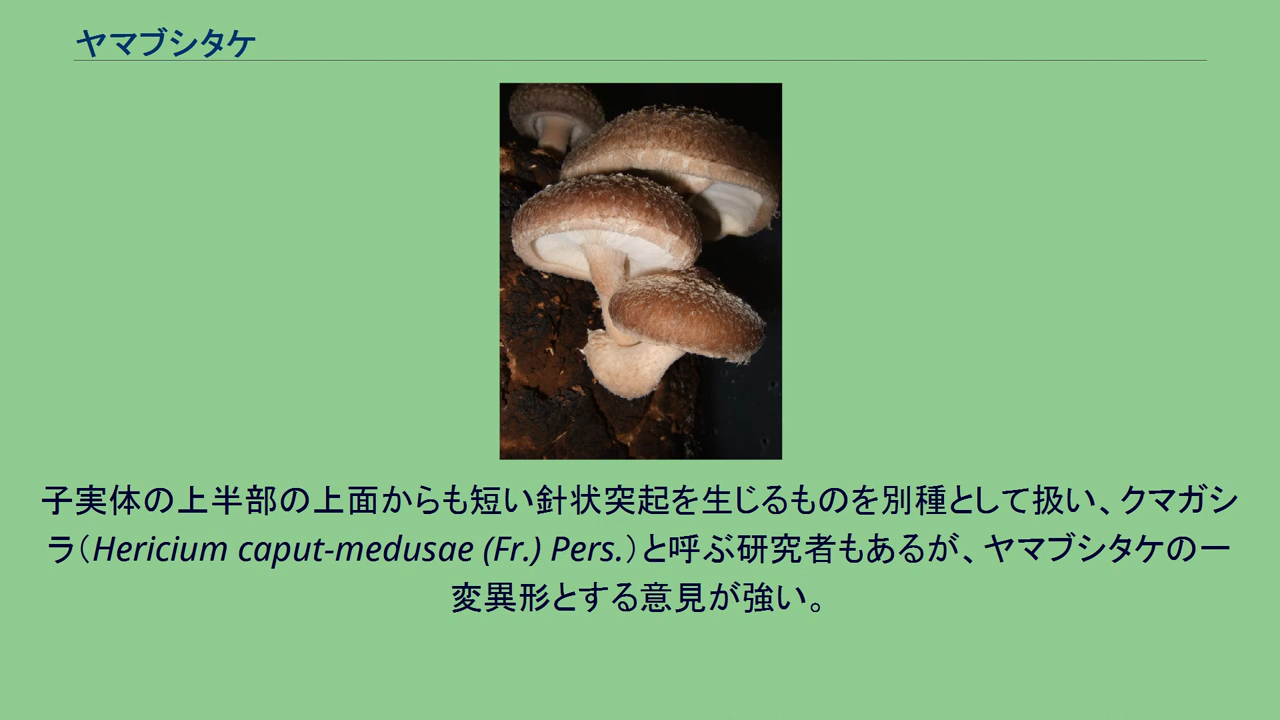 ヤマブシタケ
子実体の上半部の上面からも短い針状突起を生じるものを別種として扱い、クマガシ
ラ（Hericium caput-medusae (Fr.) Pers.）と呼ぶ研究者もあるが、ヤマブシタケの一
変異形とする意見が強い。